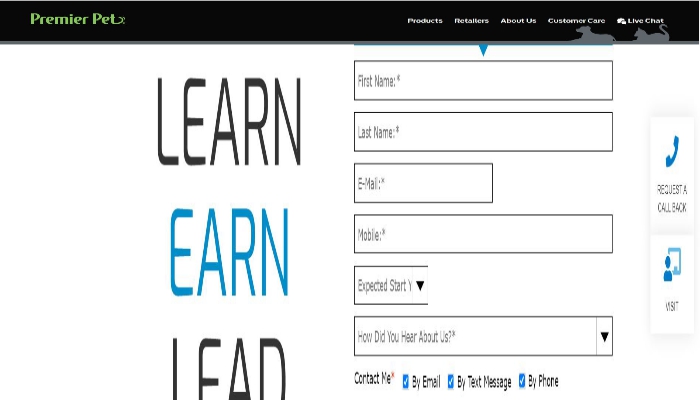 Premier Pet
Products Retailers About Us Customer Care Live Chat
LEARN
EARN
LEAD
First Name: *
Last Name:*
E-Mail:*
Mobile:*
Expected Start
How Did You Hear About Us?*
Contact Me* By Email By Text Message By Phone
REQUEST A
CALL BACK
VISIT